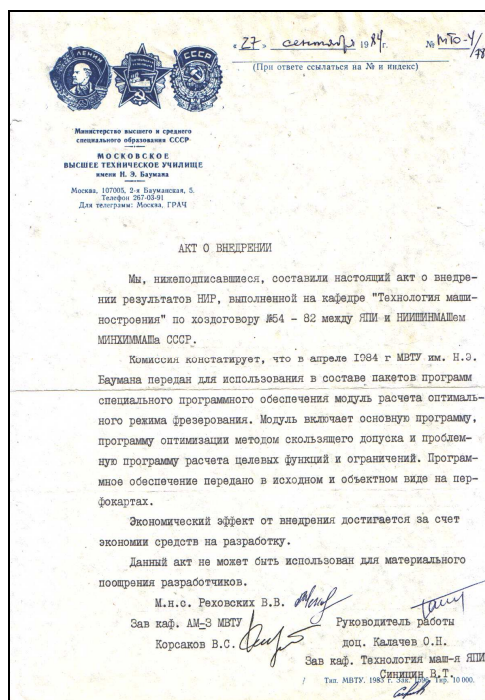 « 27 » сентября 1984 г. № МТО-4/78
(При ответе ссылаться на № и индекс)
ЛЕНИН
СССР
Министерство высшего и среднего
специального образования СССР
МОСКОВСКОЕ
ВЫСШЕЕ ТЕХНИЧЕСКОЕ УЧИЛИЩЕ
имени Н. Э. Баумана
Москва, 107005, 2-я Бауманская, 5.
Телефон 267-03-91
Для телеграмм: Москва, ГРАЧ
АКТ О ВНЕДРЕНИИ
Мы, нижеподписавшиеся, составили настоящий акт о внедре-
нии результатов НИР, выполненной на кафедре "Технология маши-
ностроения" по хоздоговору №54 - 82 между ЯПИ и НИИШИНМАШем
МИНХИММАШа СССР.
Комиссия констатирует, что в апреле 1984 г МВТУ им. Н.Э.
Баумана передан для использования в составе пакетов программ
специального программного обеспечения модуль расчета оптималь-
ного режима фрезерования. Модуль включает основную программу,
программу оптимизации методом скользящего допуска и проблем-
ную программу расчета целевых функций и ограничений. Програм-
мное обеспечение передано в исходном и объектном виде на пер-
фокартах.
Экономический эффект от внедрения достигается за счет
экономии средств на разработку.
Данный акт не может быть использован для материального
поощрения разработчиков.
М.н.с. Реховских В.В.
Зав каф. АМ-3 МВТУ Руководитель работы
Корсаков В.С. доц. Калачев О.Н.
Зав каф. Технология маш-я ЯПИ
Синицин В.Т.
Тип. МВТУ. 1983 г. Зак. 1096. Тир. 10 000.